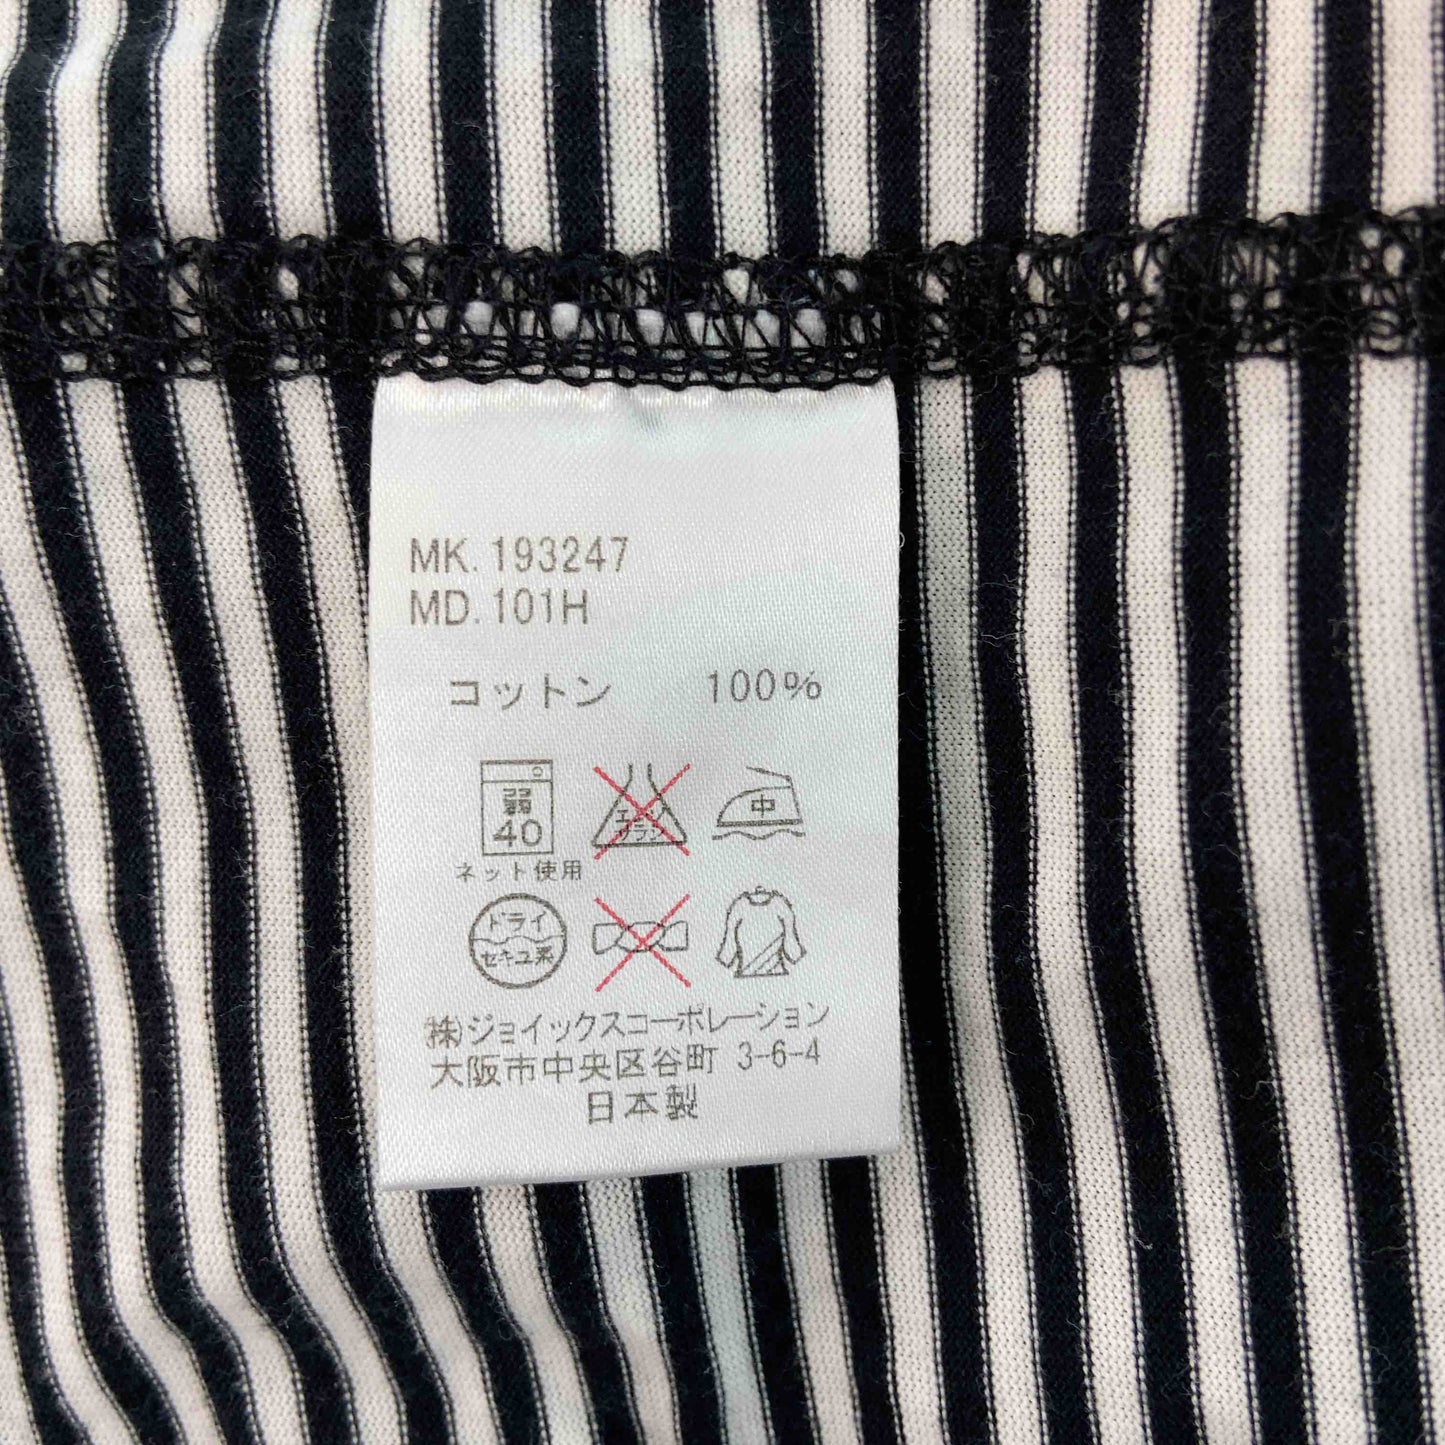 MK.193247
MD.101H
コットン 100%
弱 エンソサラシ 中
40
ネット使用
ドライ
セキユ系
㈱ジョイックスコーポレーション
大阪市中央区谷町 3-6-4
日本製